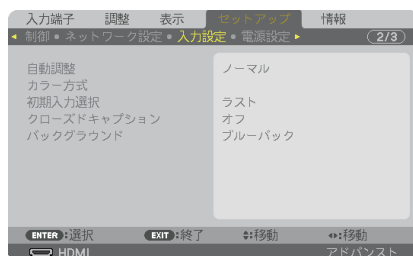 入力端子 調整 表示 セットアップ 情報
制御 • ネットワーク設定 • 入力設定 • 電源設定 2/3
自動調整 ノーマル
カラー方式
初期入力選択 ラスト
クローズドキャプション オフ
バックグラウンド ブルーバック
ENTER:選択 EXIT:終了 :移動 :移動
HDMI アドバンスト